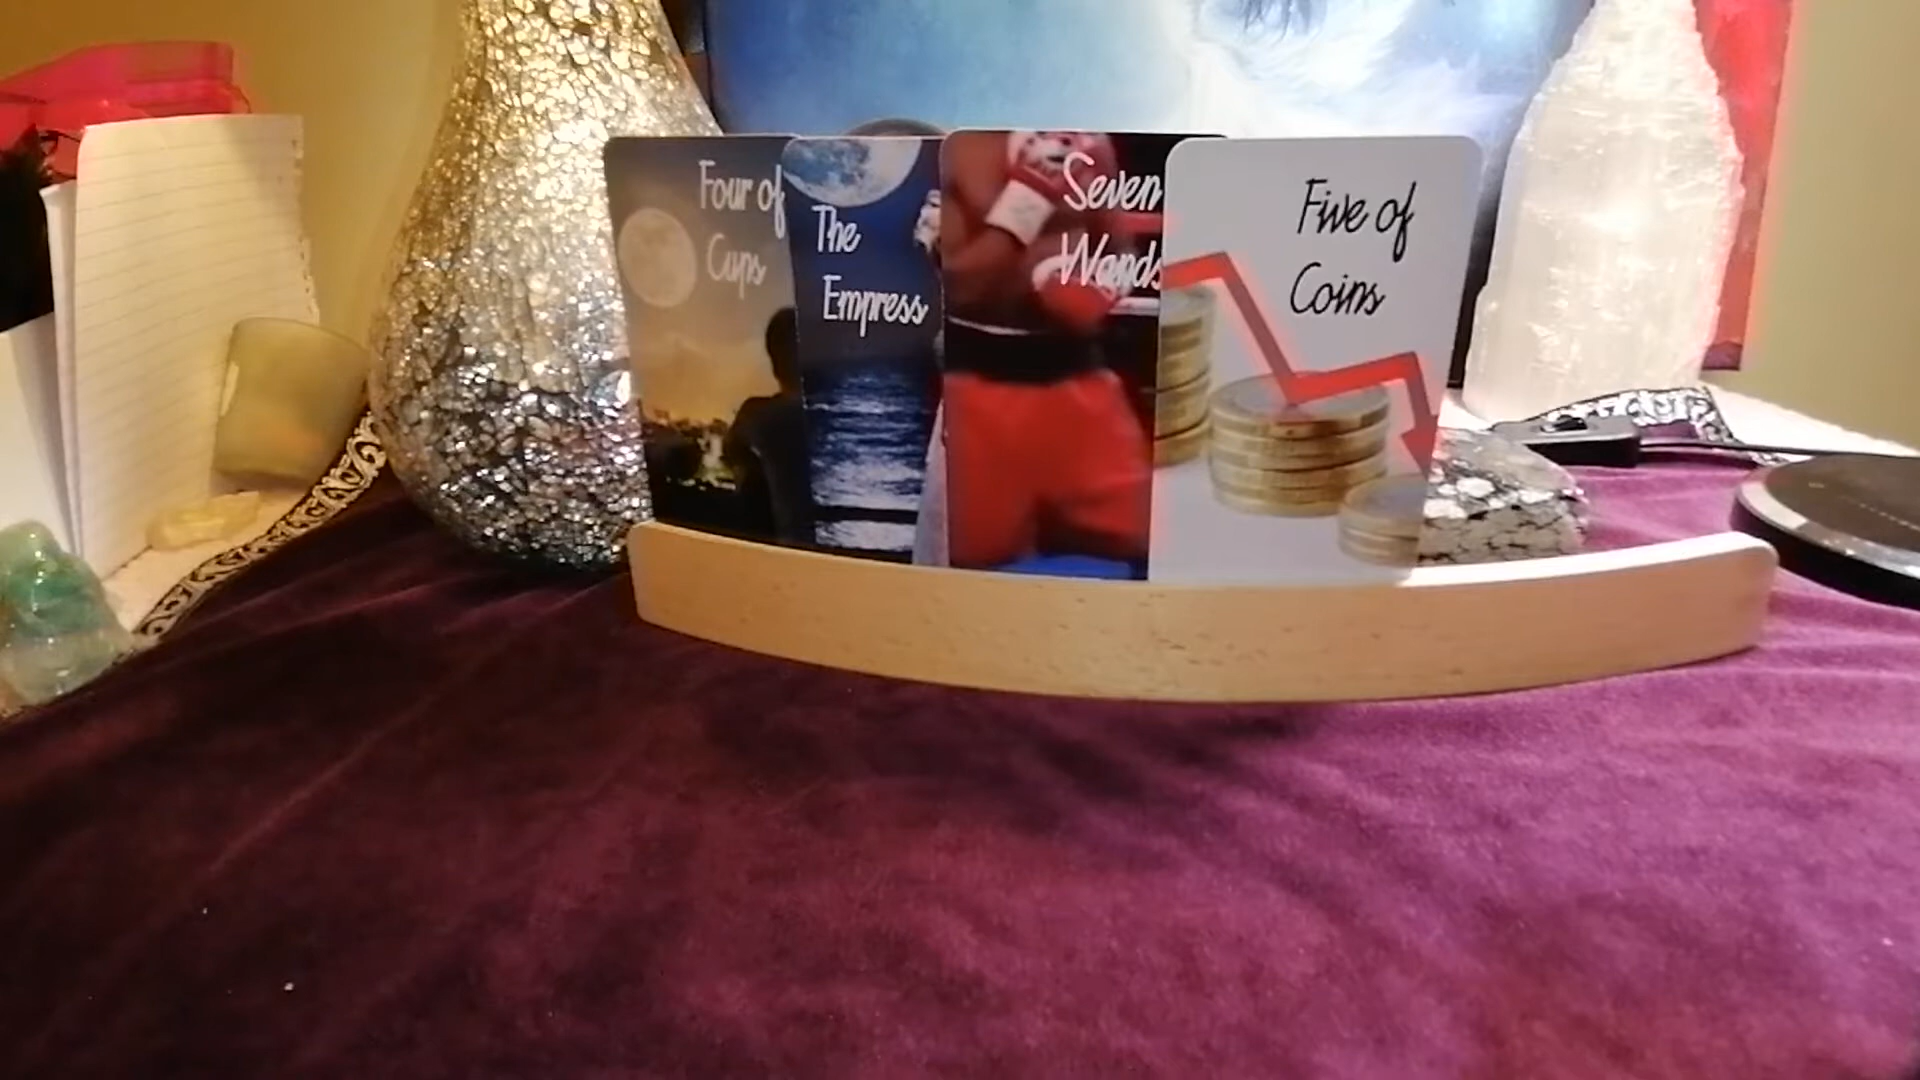 Four of
Cups
The
Empress
Seven
Wands
Five of
Coins